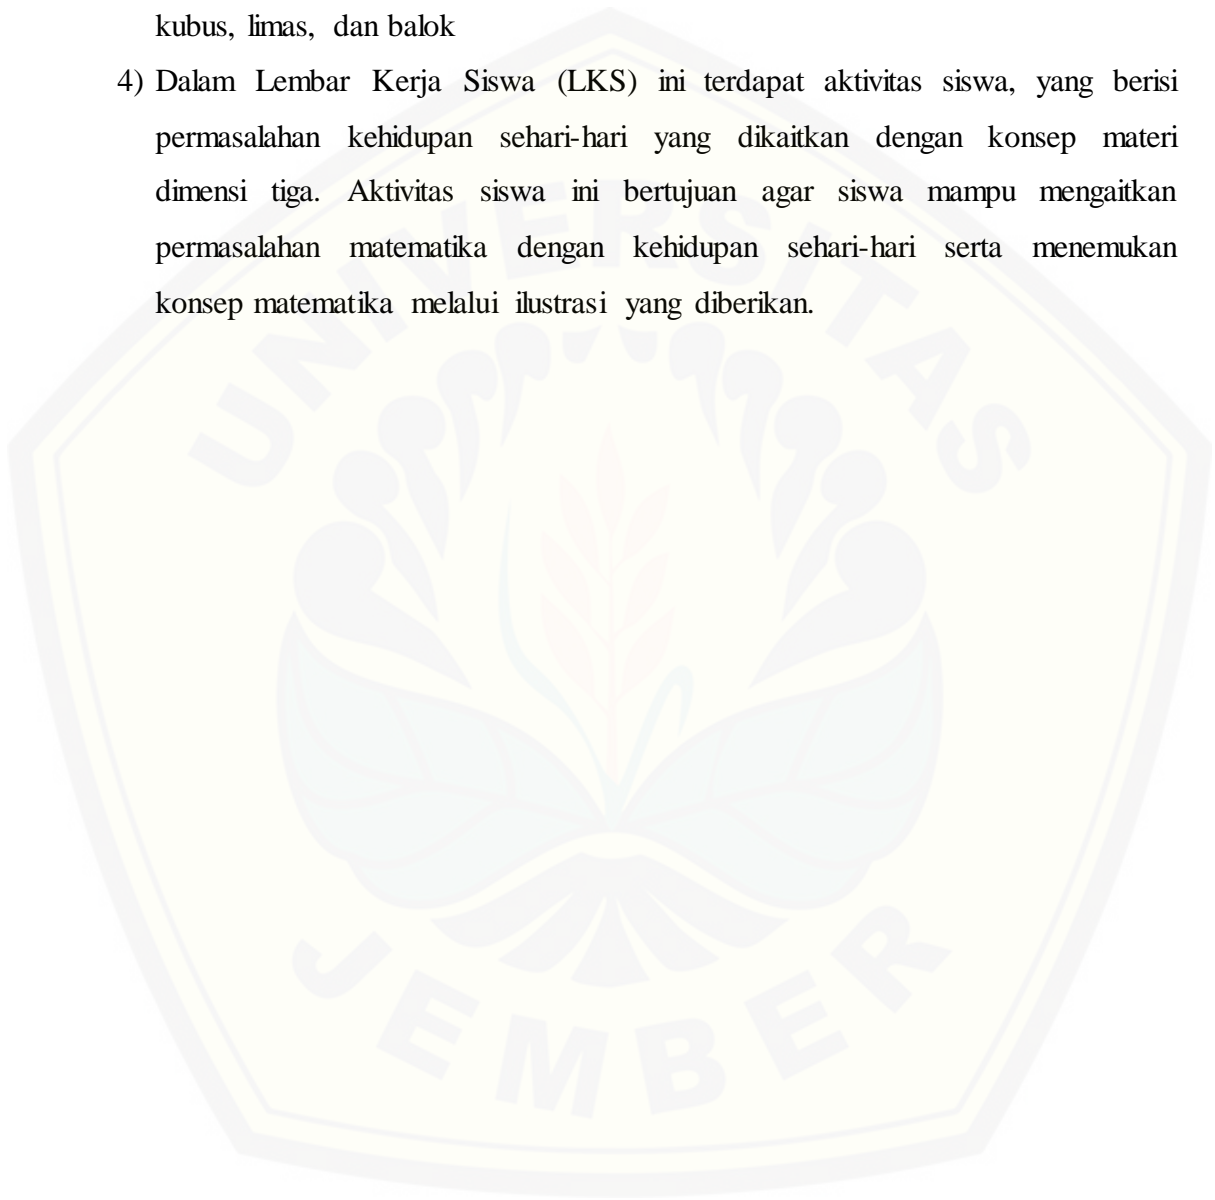 kubus, limas, dan balok
4) Dalam Lembar Kerja Siswa (LKS) ini terdapat aktivitas siswa, yang berisi
permasalahan kehidupan sehari-hari yang dikaitkan dengan konsep materi
dimensi tiga. Aktivitas siswa ini bertujuan agar siswa mampu mengaitkan
permasalahan matematika dengan kehidupan sehari-hari serta menemukan
konsep matematika melalui ilustrasi yang diberikan.
UNIVERSITAS
JEMBER